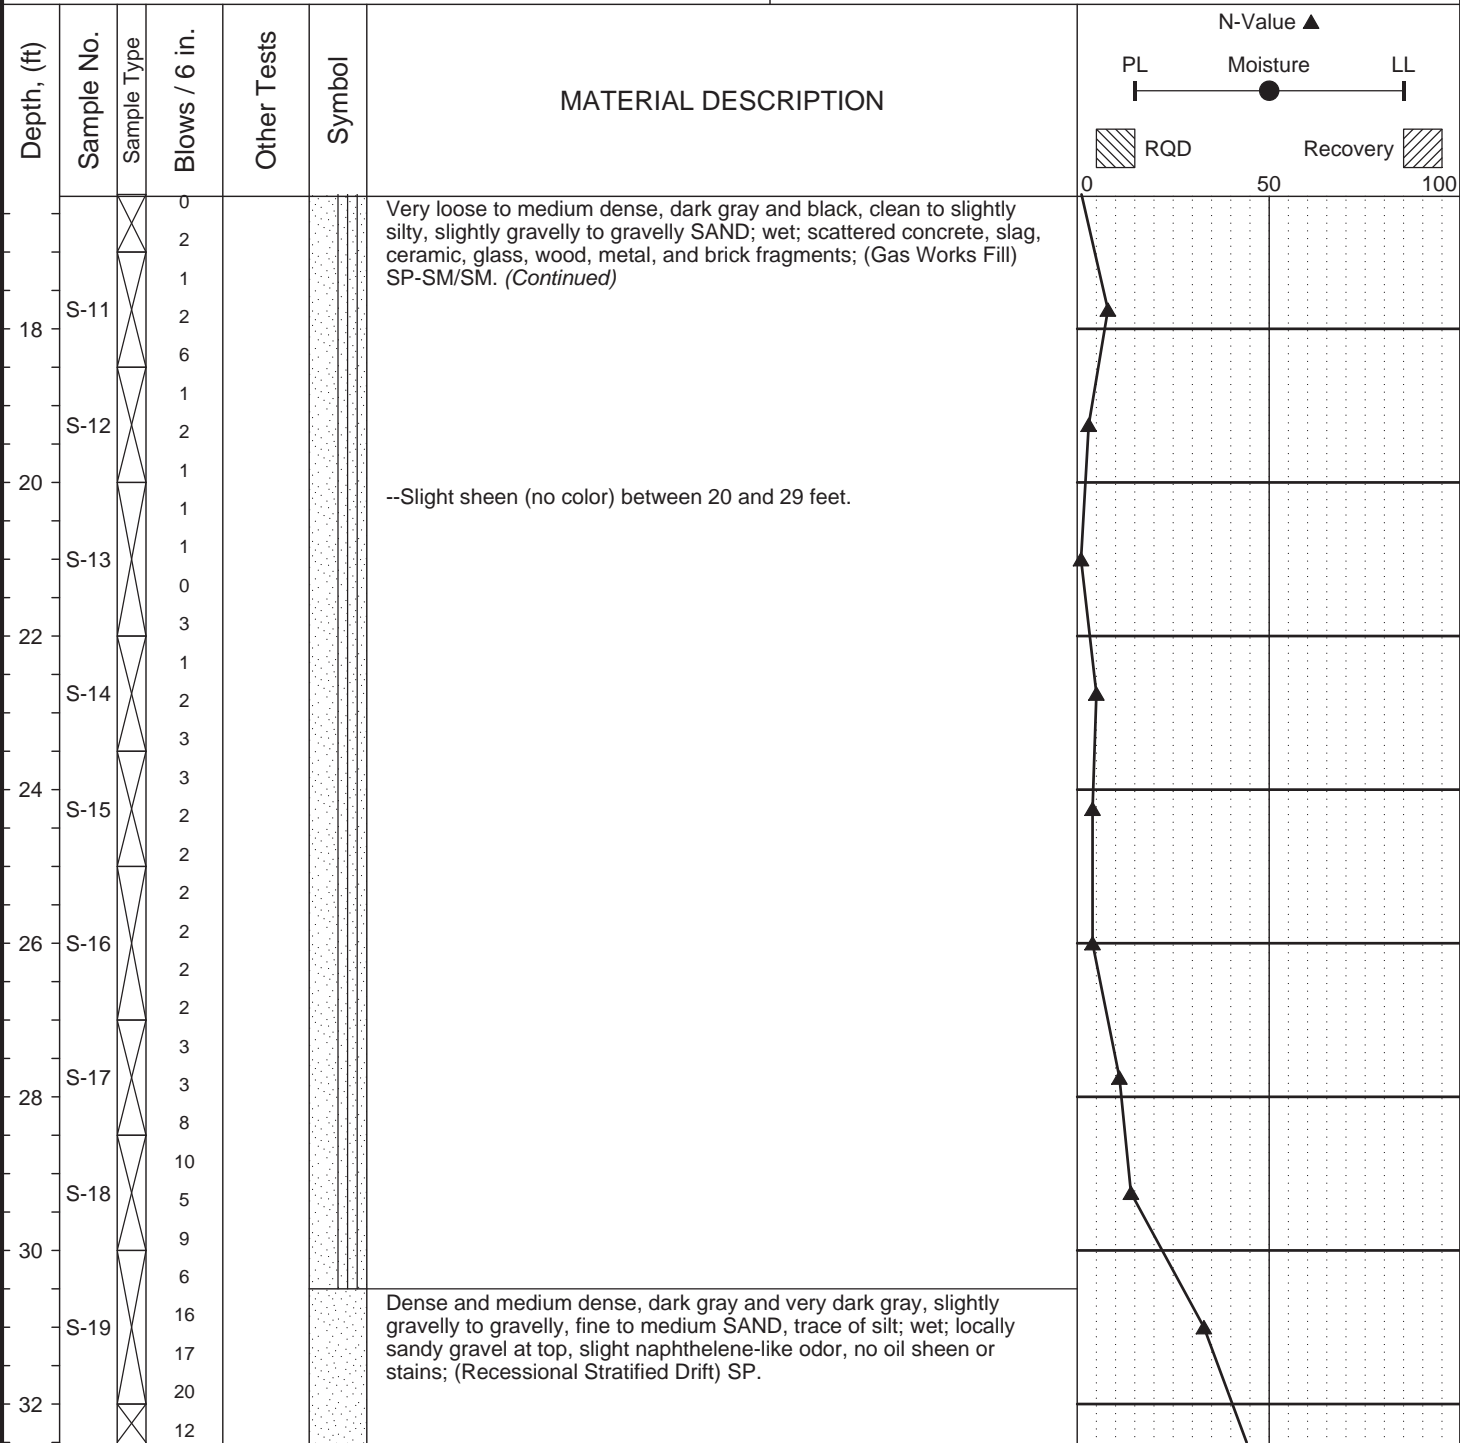 Depth, (ft)
Sample No.
Sample Type
Blows / 6 in.
Other Tests
Symbol
MATERIAL DESCRIPTION
N-Value ▲
PL Moisture LL
RQD Recovery
0 50 100
0
Very loose to medium dense, dark gray and black, clean to slightly
silty, slightly gravelly to gravelly SAND; wet; scattered concrete, slag,
2
ceramic, glass, wood, metal, and brick fragments; (Gas Works Fill)
SP-SM/SM. (Continued)
1
S-11 2
18
6
1
S-12 2
1
20
--Slight sheen (no color) between 20 and 29 feet.
1
1
S-13
0
3
22
1
S-14 2
3
3
24
S-15 2
2
2
2
26 S-16
2
2
3
S-17 3
28
8
10
S-18 5
9
30
6
Dense and medium dense, dark gray and very dark gray, slightly
16
S-19
gravelly to gravelly, fine to medium SAND, trace of silt; wet; locally
17
sandy gravel at top, slight naphthelene-like odor, no oil sheen or
stains; (Recessional Stratified Drift) SP.
20
32
12